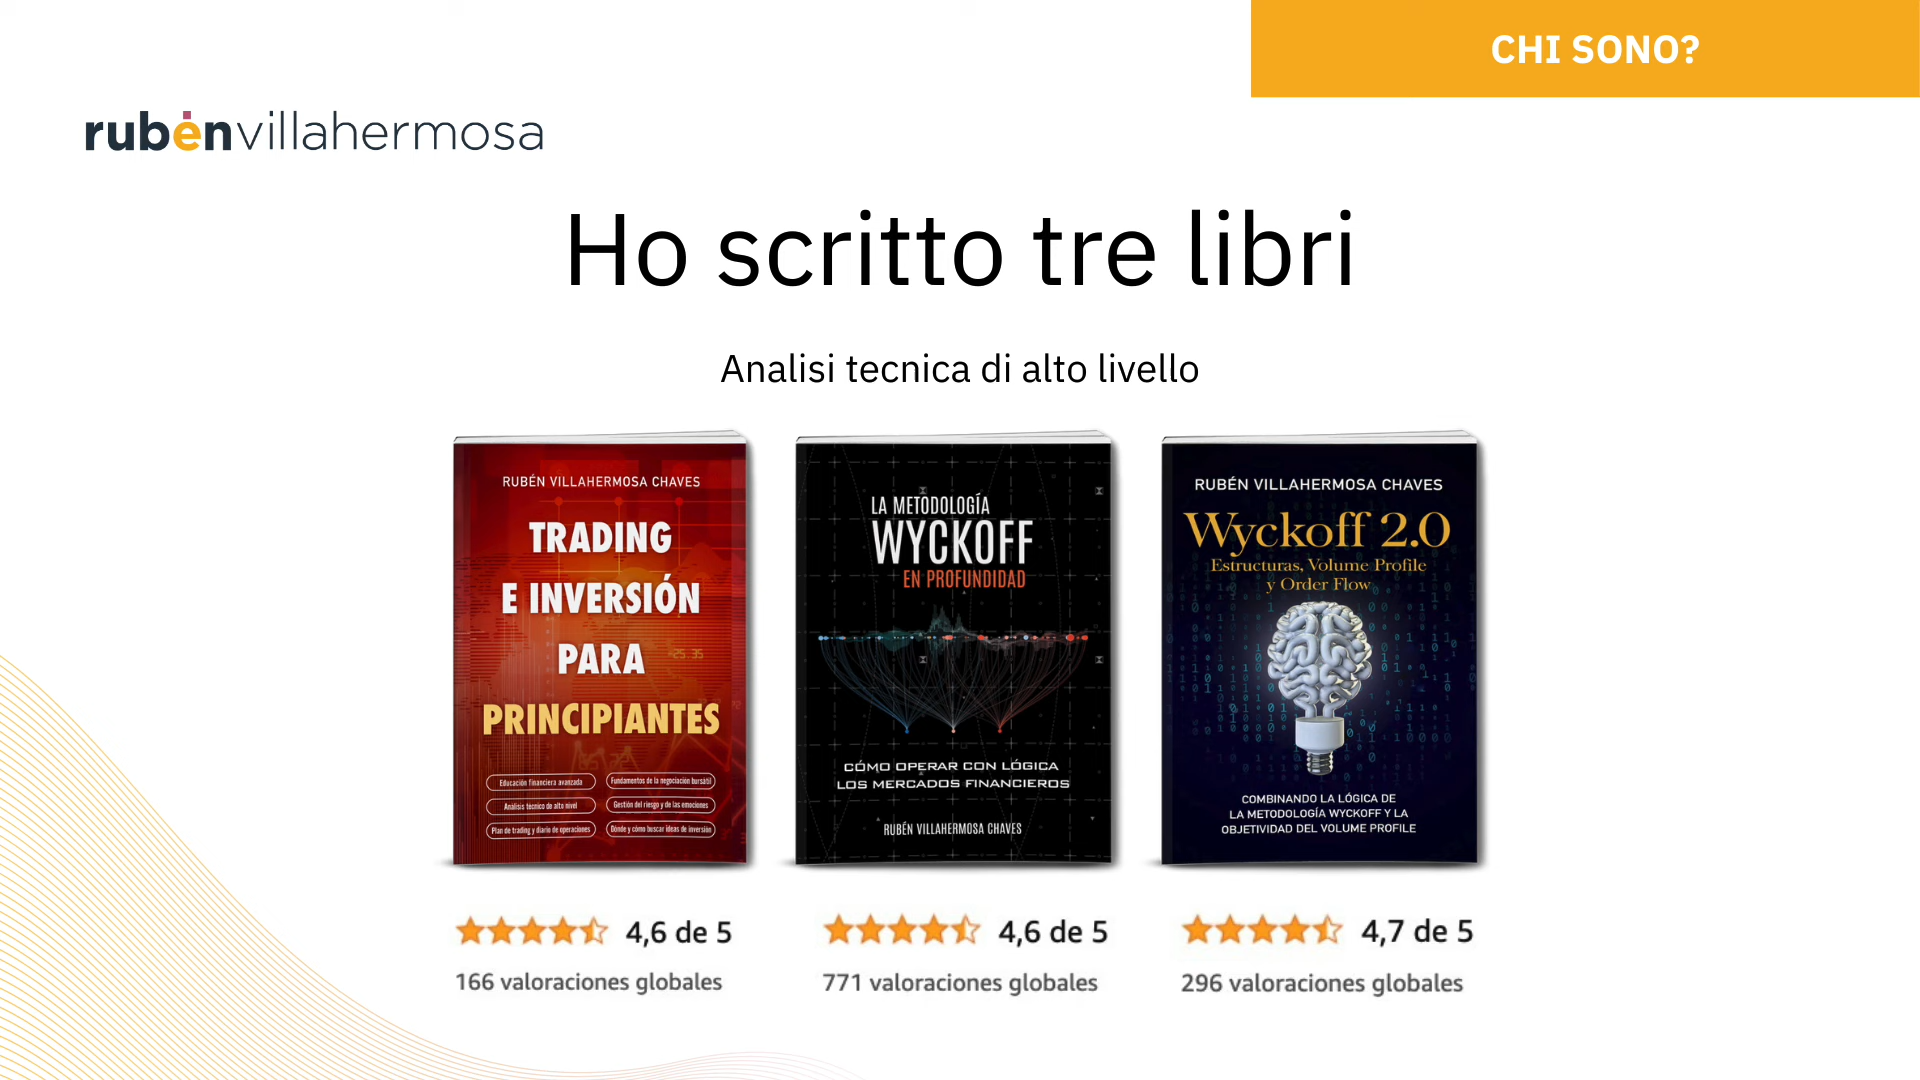 CHI SONO?
rubénvillahermosa
Ho scritto tre libri
Analisi tecnica di alto livello
RUBÉN VILLAHERMOSA CHAVES
TRADING
E INVERSIÓN
PARA
PRINCIPIANTES
25.35
Educación financiera avanzada
Fundamentos de la negociación bursátil
Análisis técnico de alto nivel
Gestión del riesgo y de las emociones
Plan de trading y diario de operaciones
Dónde y cómo buscar ideas de inversión
LA METODOLOGÍA
WYCKOFF
EN PROFUNDIDAD
CÓMO OPERAR CON LÓGICA
LOS MERCADOS FINANCIEROS
RUBÉN VILLAHERMOSA CHAVES
RUBÉN VILLAHERMOSA CHAVES
Wyckoff 2.0
Estructuras, Volume Profile
y Order Flow
COMBINANDO LA LÓGICA DE
LA METODOLOGÍA WYCKOFF Y LA
OBJETIVIDAD DEL VOLUME PROFILE
4,6 de 5
166 valoraciones globales
4,6 de 5
771 valoraciones globales
4,7 de 5
296 valoraciones globales